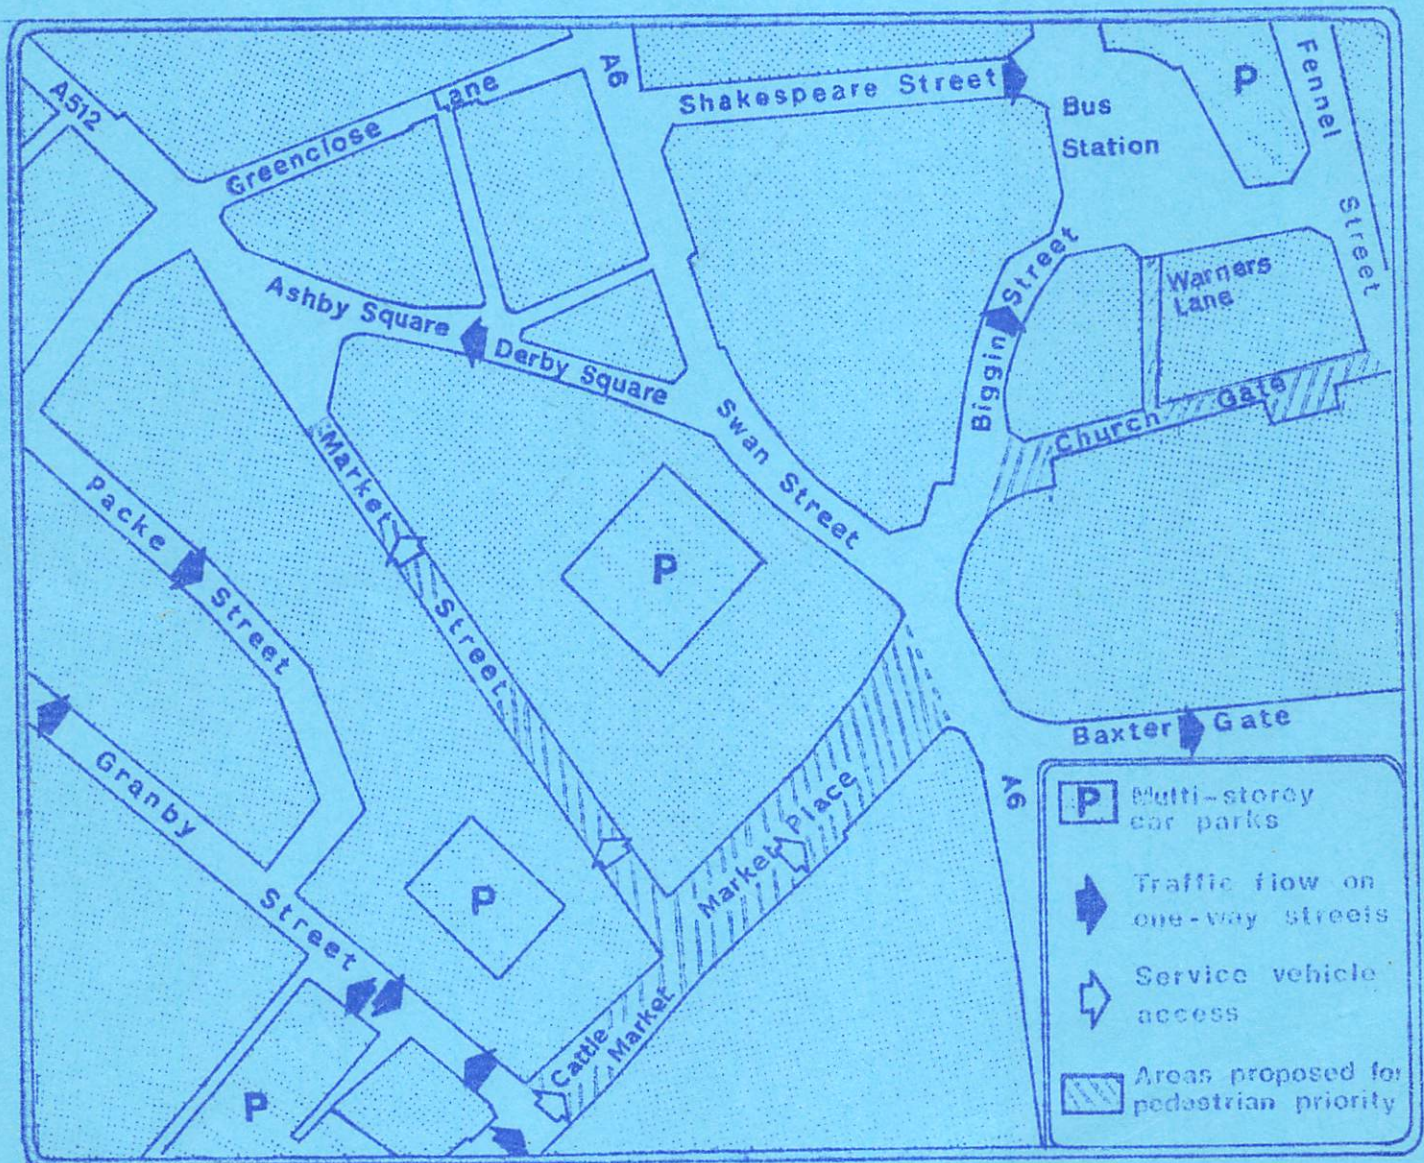 A512
Greenclose Lane
A6
Shakespeare Street
Bus
Station
P
Fennel
Street
Ashby Square
Derby Square
Biggin Street
Warners
Lane
Church Gate
Swan Street
Market Street
P
Packe Street
Granby Street
P
Market Place
Cattle
Market
P
Baxter Gate
A6
P Multi-storey
car parks
Traffic flow on
one-way streets
Service vehicle
access
Areas proposed for
pedestrian priority